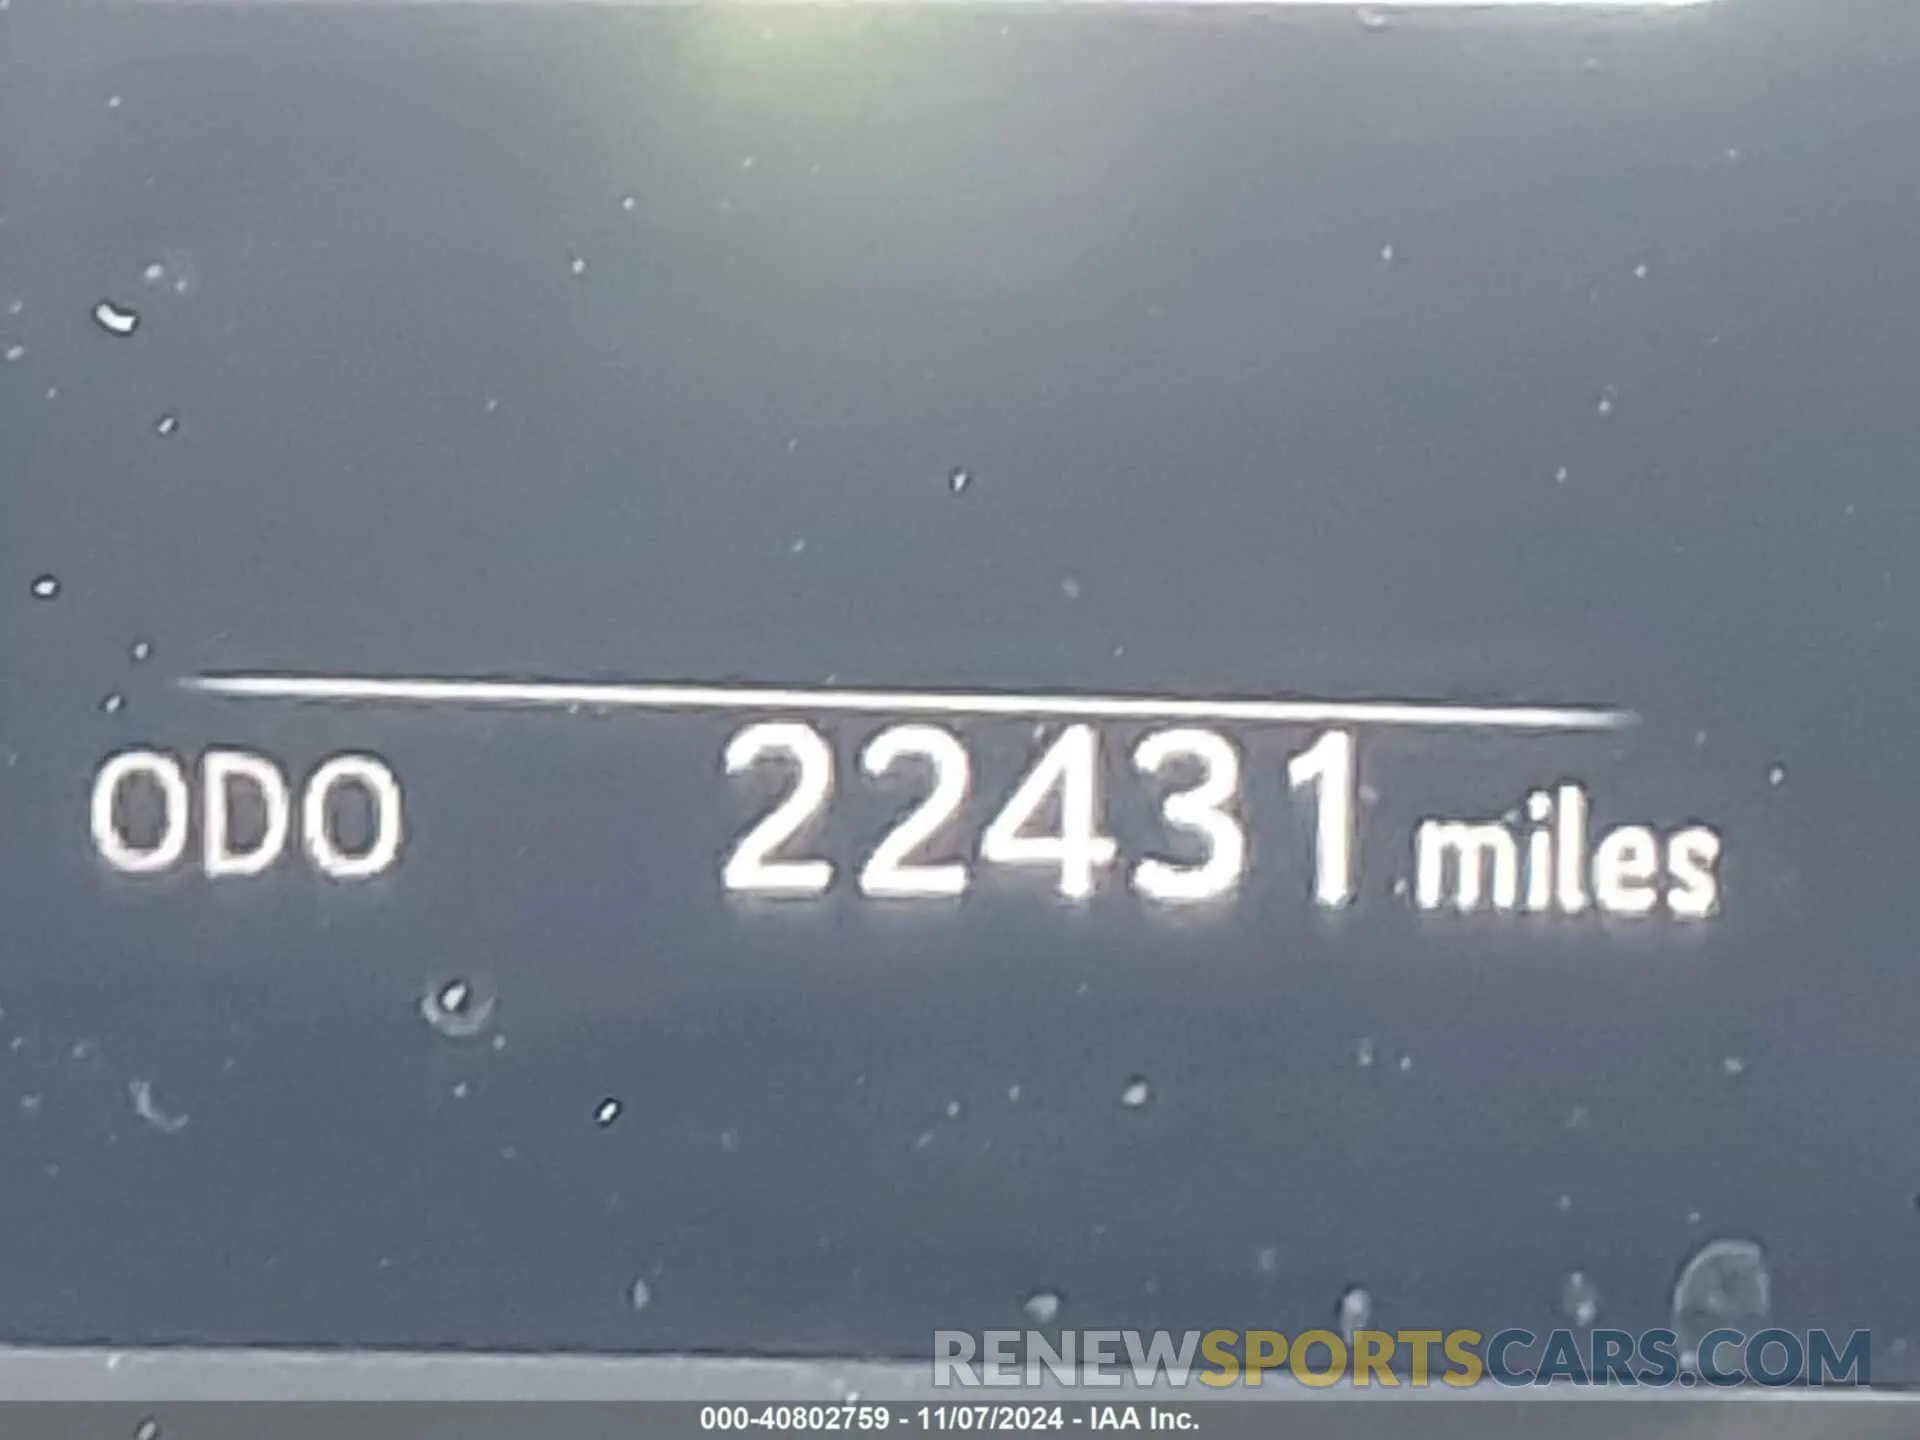 ODO 22431 miles
RENEWSPORTSCARS.COM
000-40802759 - 11/07/2024 - IAA Inc.